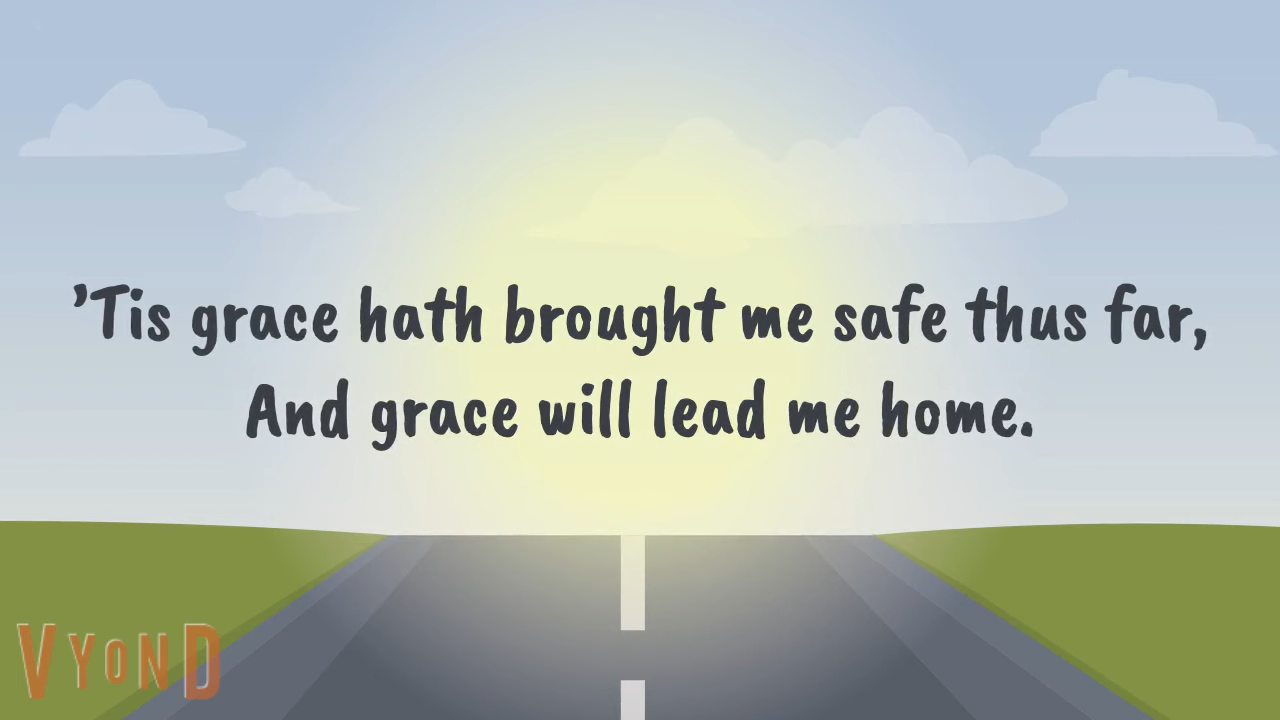 ’Tis grace hath brought me safe thus far,
And grace will lead me home.
VYOND